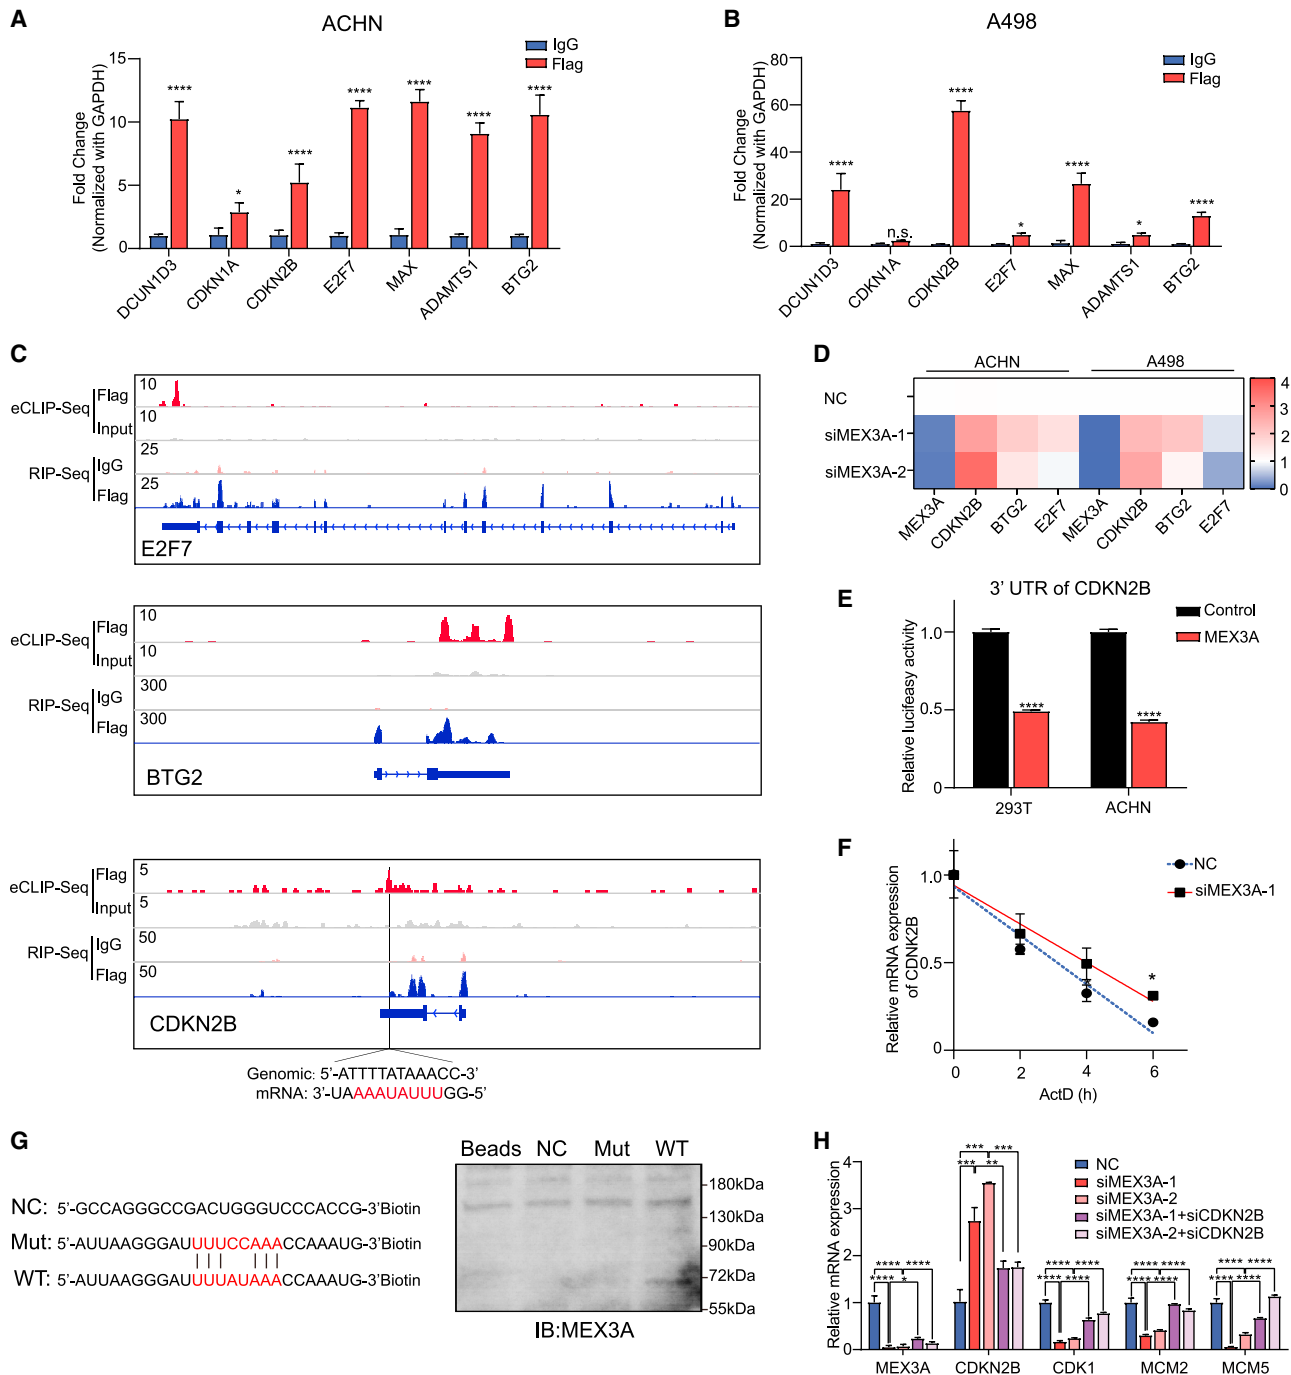 A
ACHN
IgG
Flag
Fold Change
(Normalized with GAPDH)
15
10
5
0
****
*
****
****
****
****
****
DCUN1D3
CDKN1A
CDKN2B
E2F7
MAX
ADAMTS1
BTG2
B
A498
IgG
Flag
Fold Change
(Normalized with GAPDH)
80
60
40
20
0
****
n.s.
****
*
****
*
****
DCUN1D3
CDKN1A
CDKN2B
E2F7
MAX
ADAMTS1
BTG2
C
eCLIP-Seq
Flag
10
Input
10
RIP-Seq
IgG
25
Flag
25
E2F7
eCLIP-Seq
Flag
10
Input
10
RIP-Seq
IgG
300
Flag
300
BTG2
eCLIP-Seq
Flag
5
Input
5
RIP-Seq
IgG
50
Flag
50
CDKN2B
Genomic: 5'-ATTTTATAAACC-3'
mRNA: 3'-UAAAAUAUUUGG-5'
D
ACHN
A498
NC
siMEX3A-1
siMEX3A-2
MEX3A
CDKN2B
BTG2
E2F7
MEX3A
CDKN2B
BTG2
E2F7
4
3
2
1
0
E
3' UTR of CDKN2B
Control
MEX3A
Relative lucifeasy activity
1.0
0.5
0
****
****
293T
ACHN
F
NC
siMEX3A-1
Relative mRNA expression
of CDNK2B
1.0
0.5
0
*
0
2
4
6
ActD (h)
G
NC: 5'-GCCAGGGCCGACUGGGUCCCACCG-3'Biotin
Mut: 5'-AUUAAGGGAUUUUCCAAACCAAAUG-3'Biotin
WT: 5'-AUUAAGGGAUUUUAUAAACCAAAUG-3'Biotin
Beads NC Mut WT
180kDa
130kDa
90kDa
72kDa
55kDa
IB:MEX3A
H
NC
siMEX3A-1
siMEX3A-2
siMEX3A-1+siCDKN2B
siMEX3A-2+siCDKN2B
Relative mRNA expression
4
3
2
1
0
****
**** *
*** ***
*** **
****
**** ****
**** ****
**** ****
**** ****
**** ****
MEX3A
CDKN2B
CDK1
MCM2
MCM5